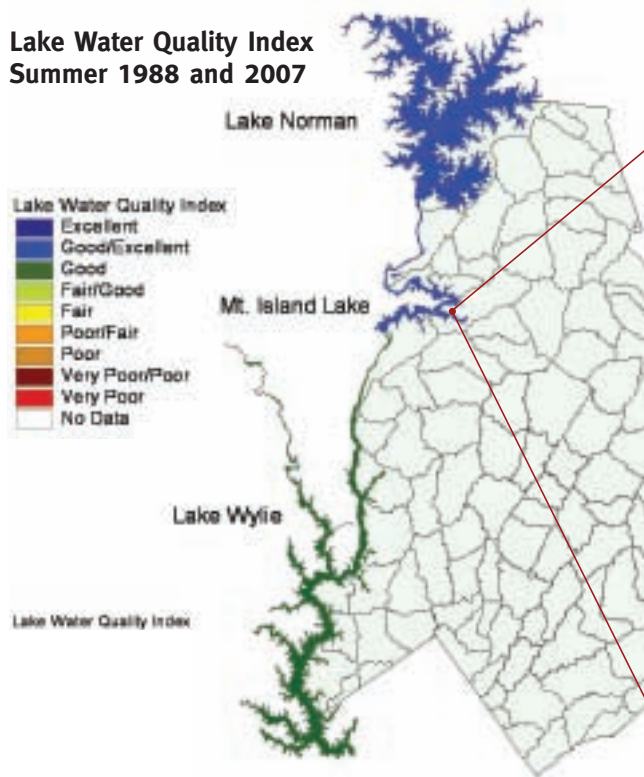 Lake Water Quality Index
Summer 1988 and 2007
Lake Norman
Lake Water Quality Index
Excellent
Good/Excellent
Good
Fair/Good
Fair
Poor/Fair
Poor
Very Poor/Poor
Very Poor
No Data
Mt. Island Lake
Lake Wylie
Lake Water Quality Index